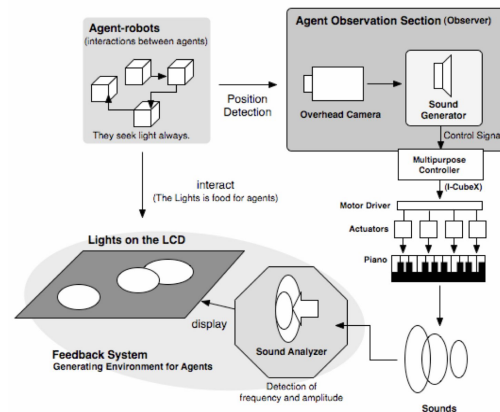 Agent-robots
(interactions between agents)
They seek light always.
Position
Detection
Agent Observation Section (Observer)
Overhead Camera
Sound
Generator
Control Signal
Multipurpose
Controller
(I-CubeX)
Motor Driver
Actuators
Piano
interact
(The Lights is food for agents)
Lights on the LCD
display
Sound Analyzer
Feedback System
Generating Environment for Agents
Detection of
frequency and amplitude
Sounds